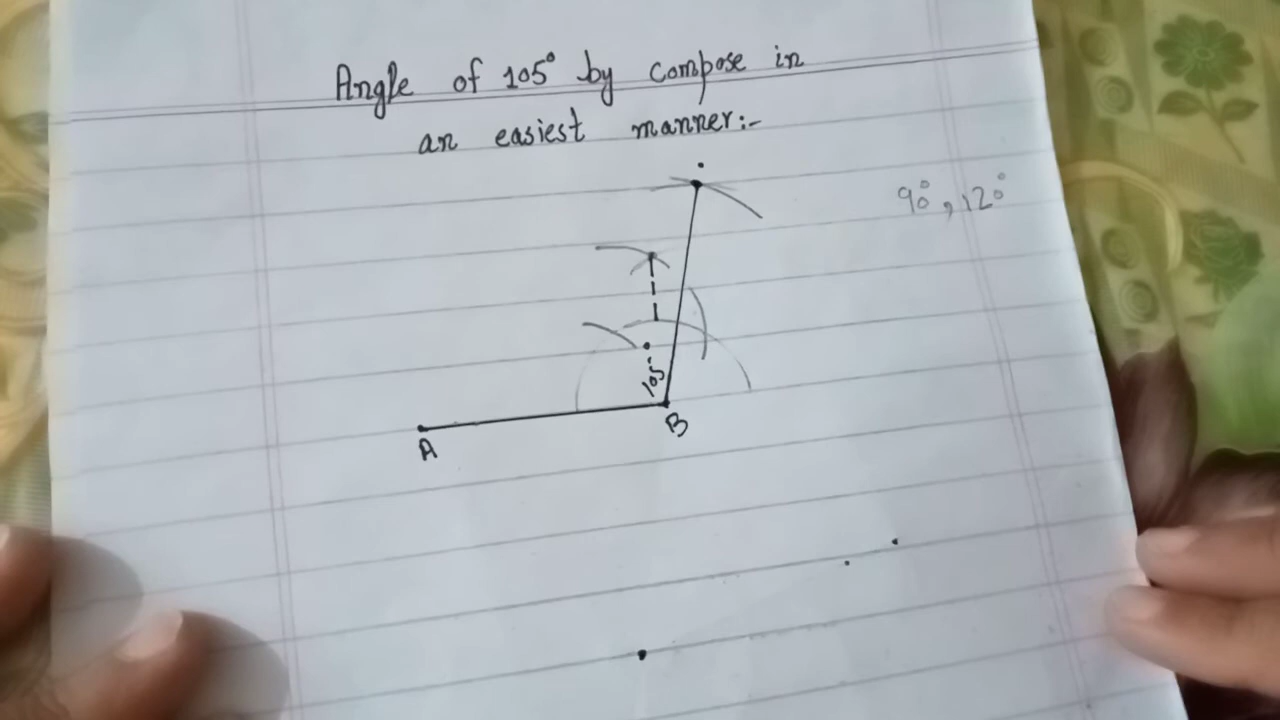 Angle of 105° by compose in
an easiest manner:-
90°, 120°
105°
A
B